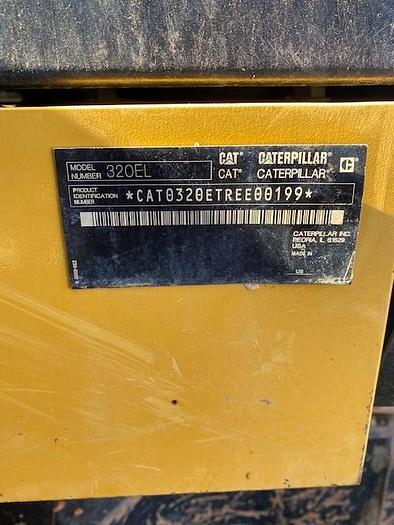 MODEL NUMBER 320EL
CAT CATERPILLAR
CAT CATERPILLAR
PRODUCT IDENTIFICATION NUMBER *CAT0320ETREE00199*
CATERPILLAR INC.
PEORIA, IL 61629
USA
MADE IN
US